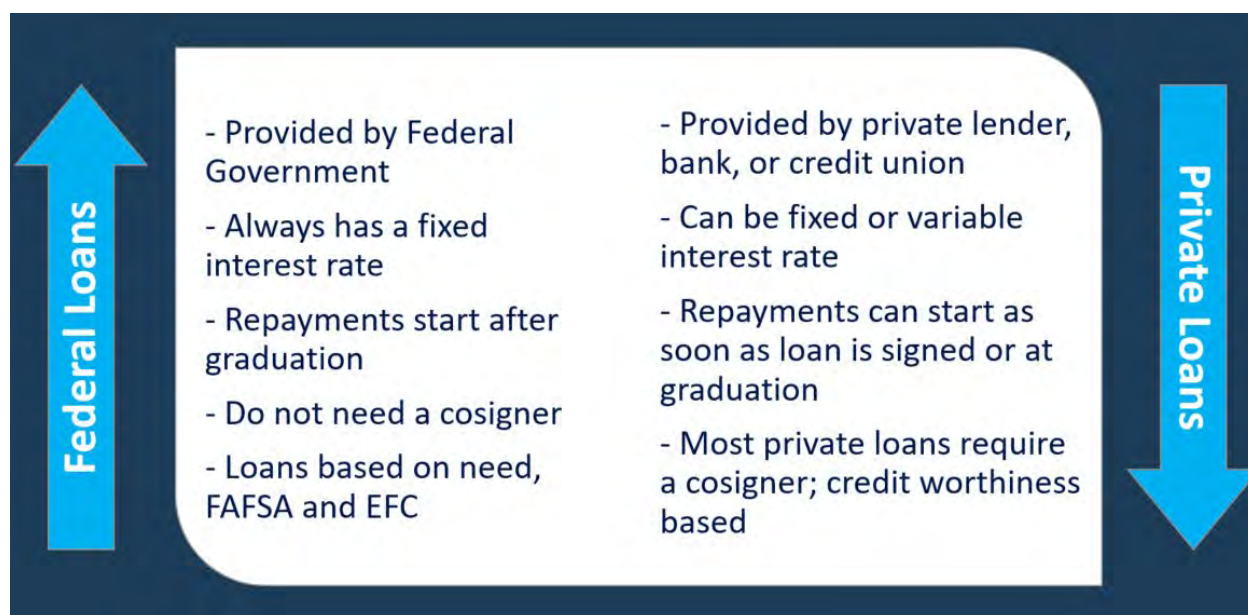 Federal Loans
- Provided by Federal
Government
- Always has a fixed
interest rate
- Repayments start after
graduation
- Do not need a cosigner
- Loans based on need,
FAFSA and EFC
- Provided by private lender,
bank, or credit union
- Can be fixed or variable
interest rate
- Repayments can start as
soon as loan is signed or at
graduation
- Most private loans require
a cosigner; credit worthiness
based
Private Loans